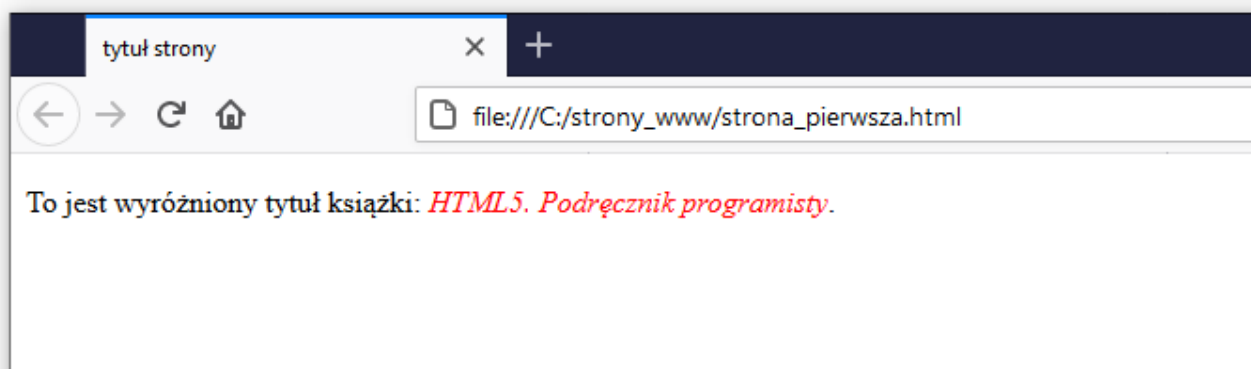 tytuł strony
file:///C:/strony_www/strona_pierwsza.html
To jest wyróżniony tytuł książki: HTML5. Podręcznik programisty.